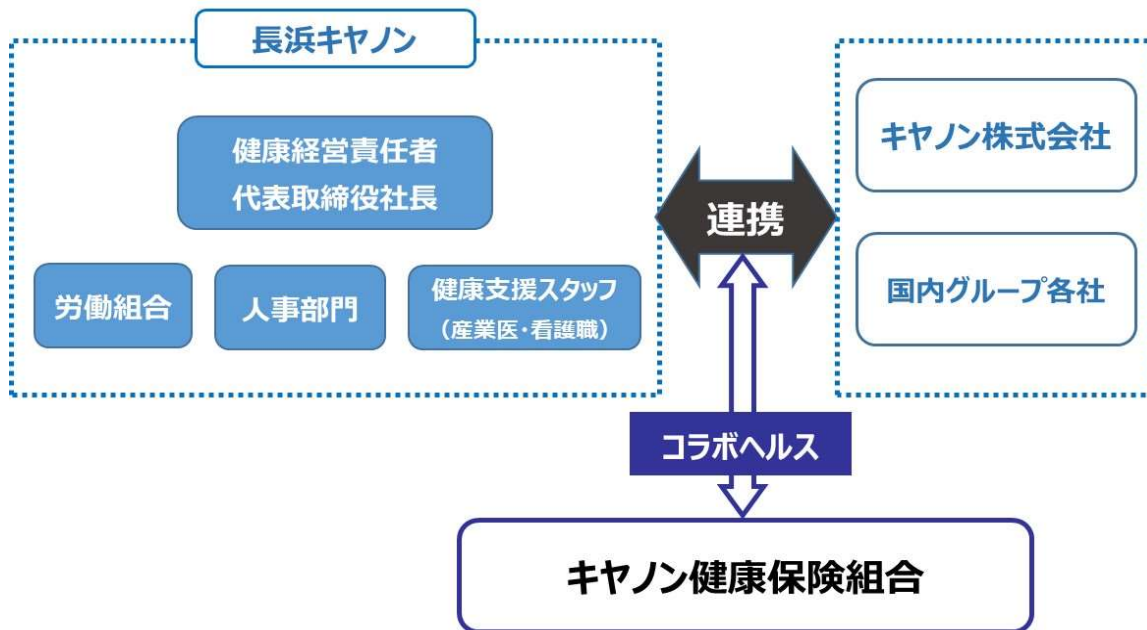 長浜キヤノン
健康経営責任者
代表取締役社長
労働組合
人事部門
健康支援スタッフ
（産業医・看護職）
連携
キヤノン株式会社
国内グループ各社
コラボヘルス
キヤノン健康保険組合